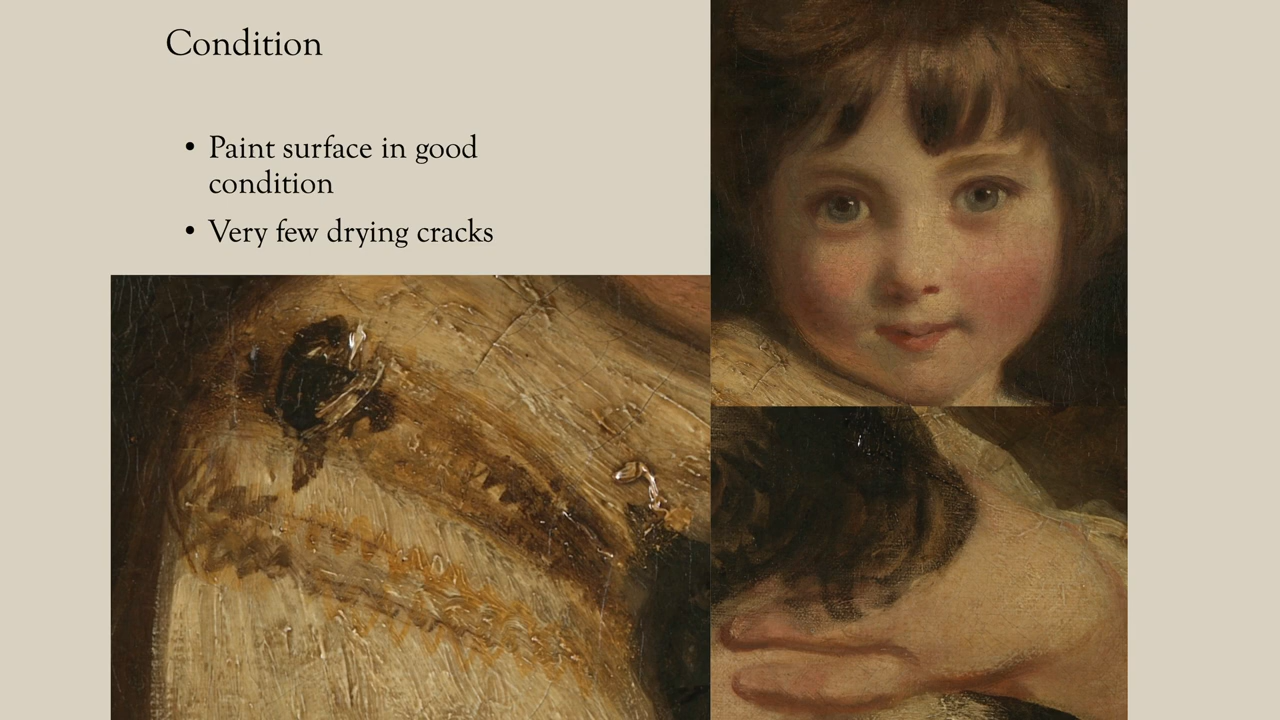 Condition
• Paint surface in good
condition
• Very few drying cracks